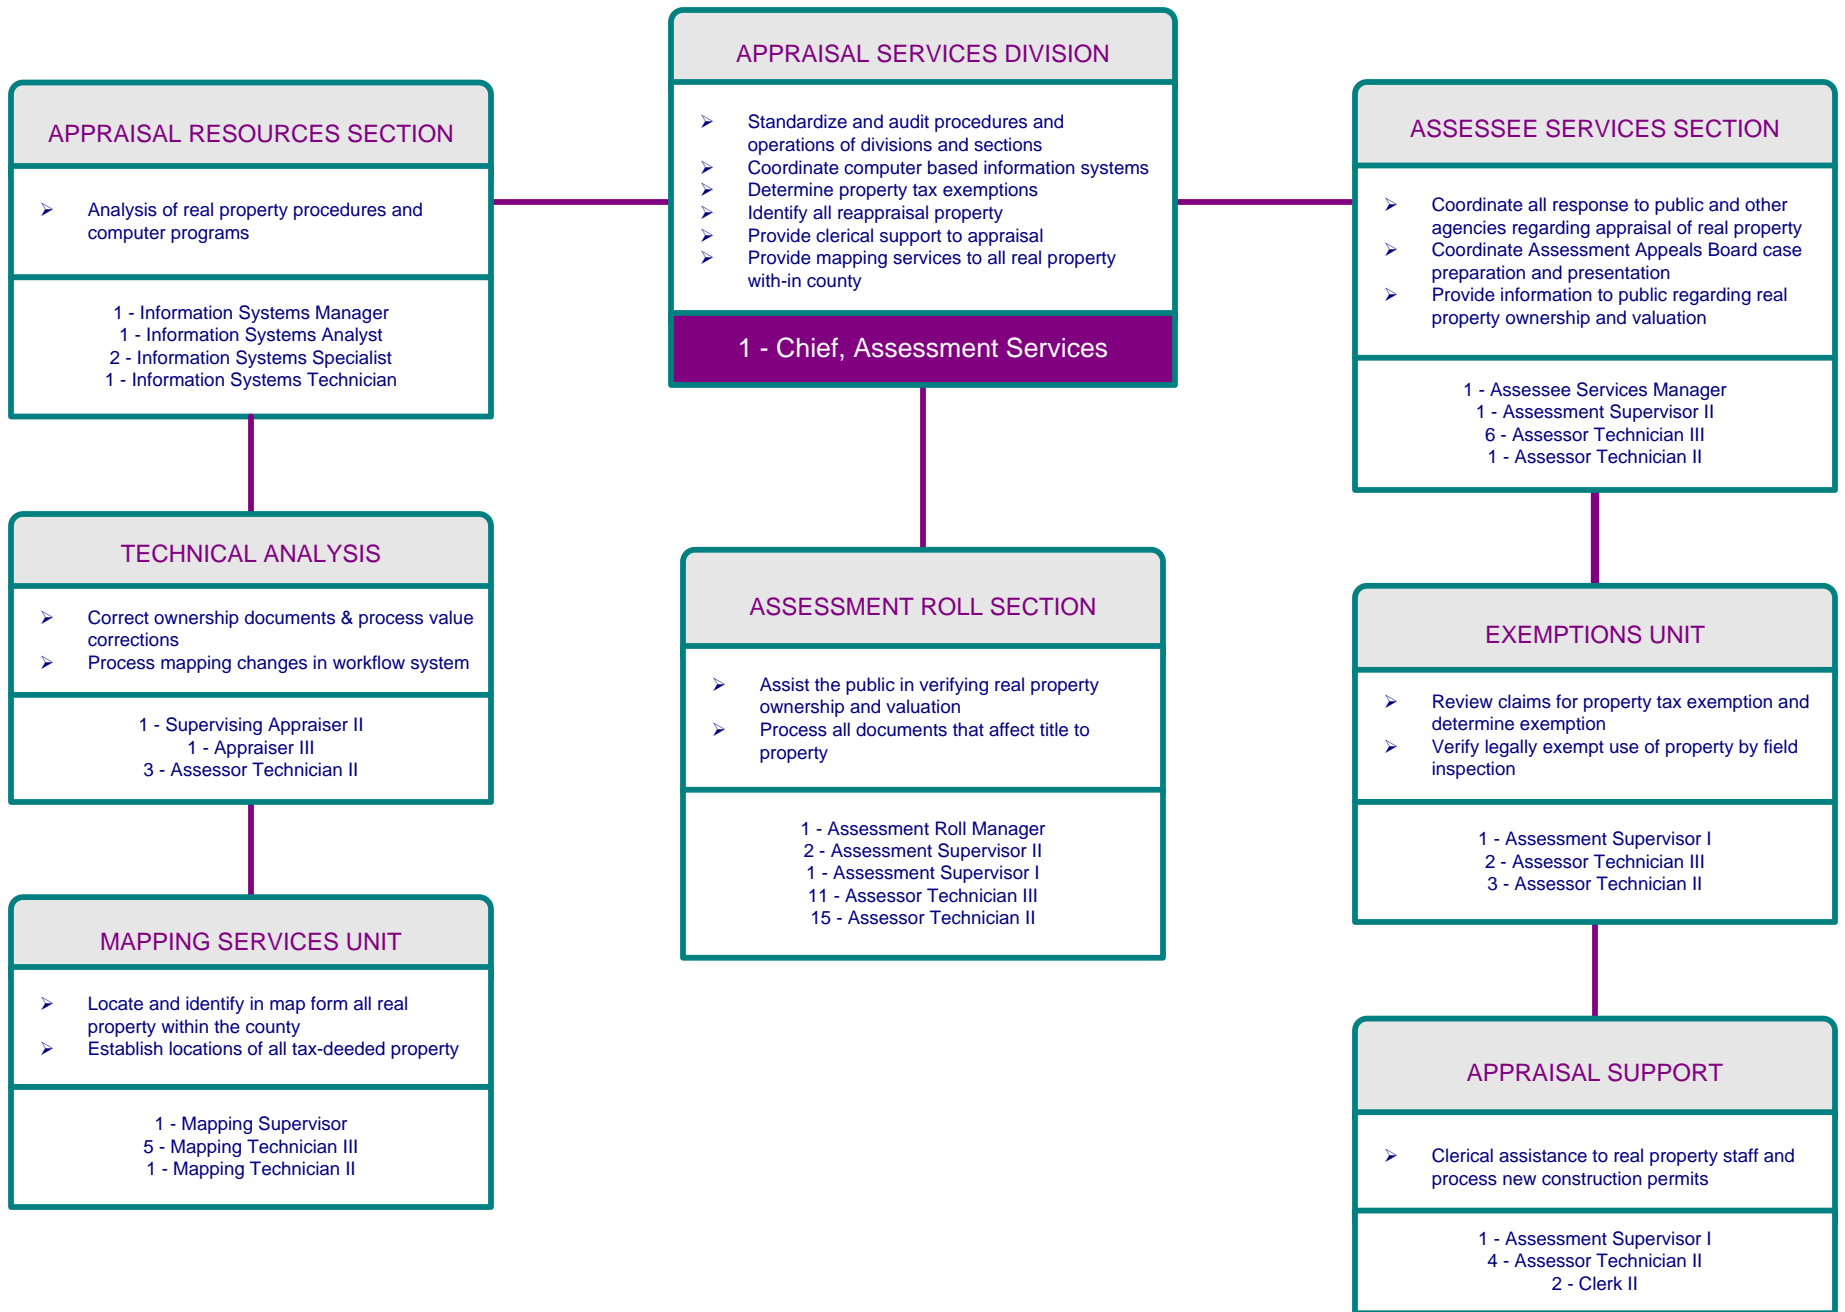 APPRAISAL SERVICES DIVISION
➢ Standardize and audit procedures and
operations of divisions and sections
➢ Coordinate computer based information systems
➢ Determine property tax exemptions
➢ Identify all reappraisal property
➢ Provide clerical support to appraisal
➢ Provide mapping services to all real property
with-in county
1 - Chief, Assessment Services
APPRAISAL RESOURCES SECTION
➢ Analysis of real property procedures and
computer programs
1 - Information Systems Manager
1 - Information Systems Analyst
2 - Information Systems Specialist
1 - Information Systems Technician
TECHNICAL ANALYSIS
➢ Correct ownership documents & process value
corrections
➢ Process mapping changes in workflow system
1 - Supervising Appraiser II
1 - Appraiser III
3 - Assessor Technician II
MAPPING SERVICES UNIT
➢ Locate and identify in map form all real
property within the county
➢ Establish locations of all tax-deeded property
1 - Mapping Supervisor
5 - Mapping Technician III
1 - Mapping Technician II
ASSESSMENT ROLL SECTION
➢ Assist the public in verifying real property
ownership and valuation
➢ Process all documents that affect title to
property
1 - Assessment Roll Manager
2 - Assessment Supervisor II
1 - Assessment Supervisor I
11 - Assessor Technician III
15 - Assessor Technician II
ASSESSEE SERVICES SECTION
➢ Coordinate all response to public and other
agencies regarding appraisal of real property
➢ Coordinate Assessment Appeals Board case
preparation and presentation
➢ Provide information to public regarding real
property ownership and valuation
1 - Assessee Services Manager
1 - Assessment Supervisor II
6 - Assessor Technician III
1 - Assessor Technician II
EXEMPTIONS UNIT
➢ Review claims for property tax exemption and
determine exemption
➢ Verify legally exempt use of property by field
inspection
1 - Assessment Supervisor I
2 - Assessor Technician III
3 - Assessor Technician II
APPRAISAL SUPPORT
➢ Clerical assistance to real property staff and
process new construction permits
1 - Assessment Supervisor I
4 - Assessor Technician II
2 - Clerk II